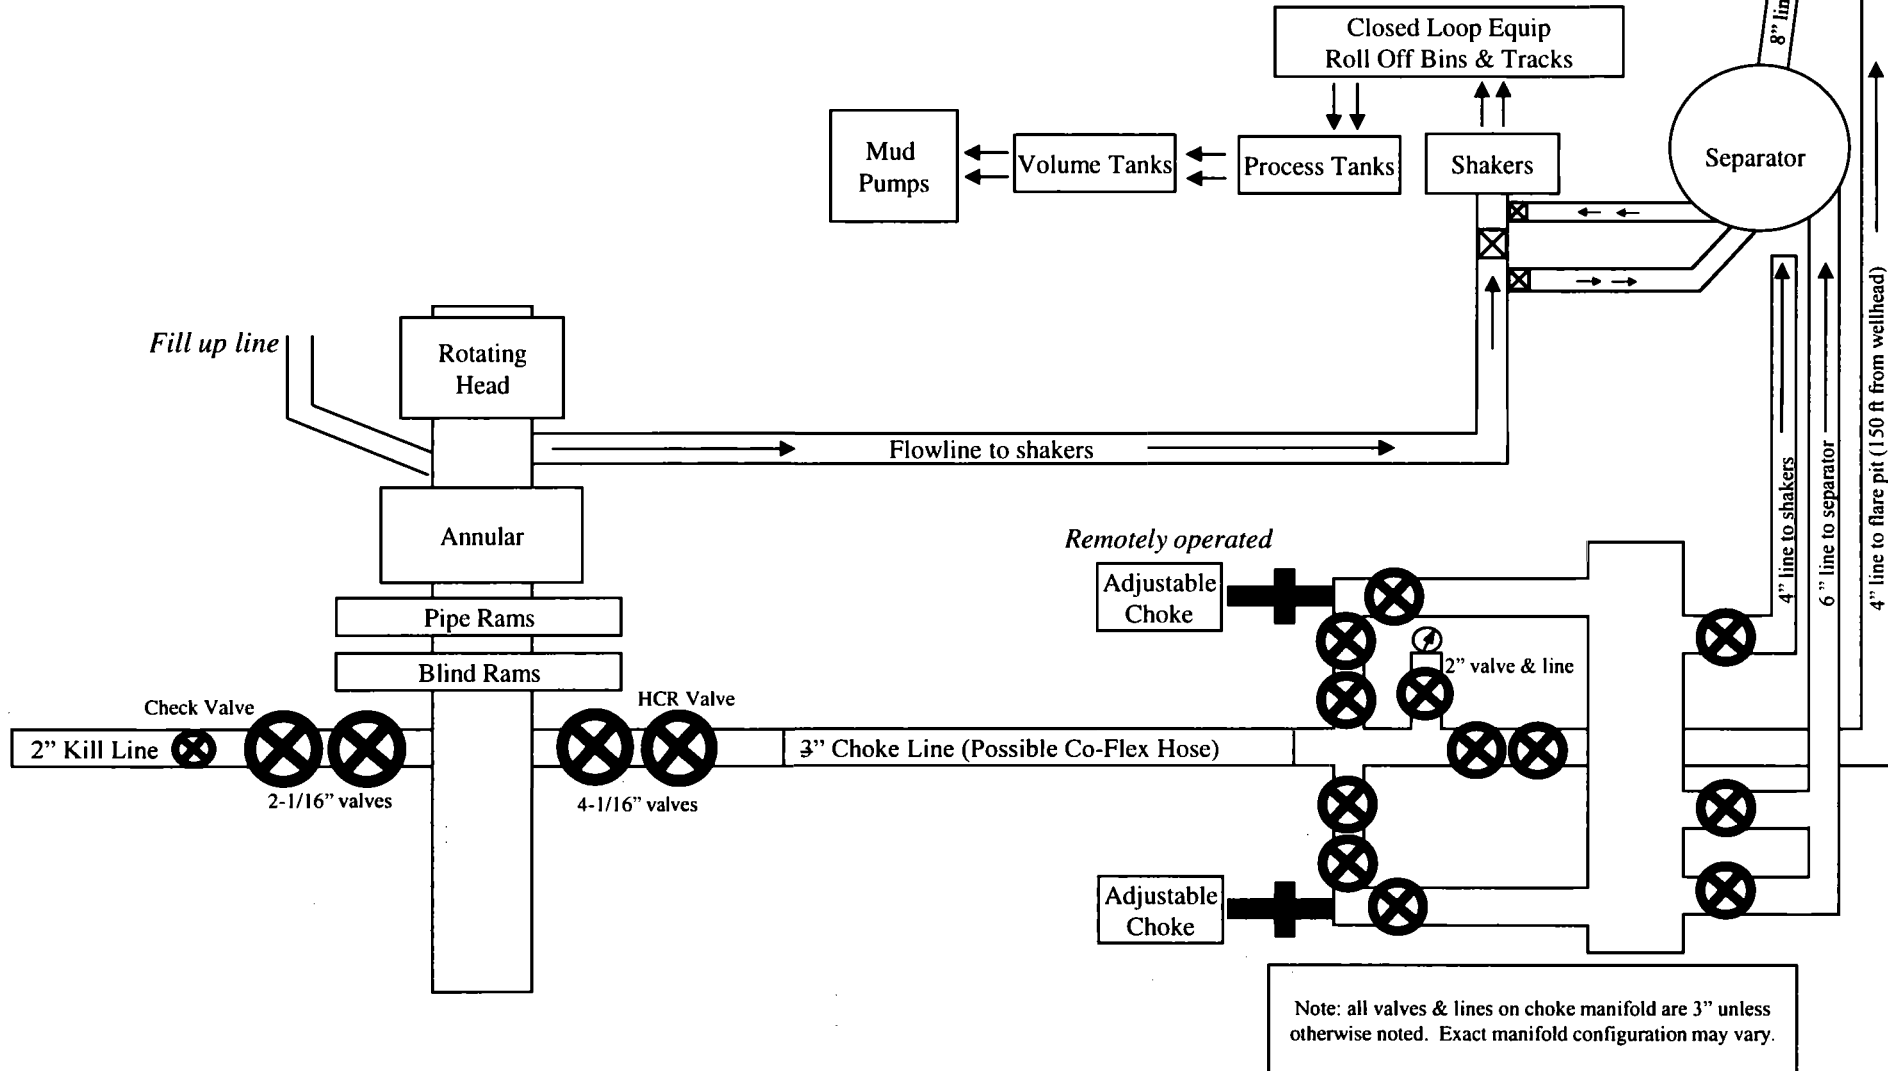 8” lin
Closed Loop Equip
Roll Off Bins & Tracks
Mud
Pumps
Volume Tanks
Process Tanks
Shakers
Separator
Fill up line
Rotating
Head
Flowline to shakers
Annular
Pipe Rams
Blind Rams
Remotely operated
Adjustable
Choke
2” valve & line
4” line to shakers
6” line to separator
4” line to flare pit (150 ft from wellhead)
Check Valve
HCR Valve
2” Kill Line
3” Choke Line (Possible Co-Flex Hose)
2-1/16” valves
4-1/16” valves
Adjustable
Choke
Note: all valves & lines on choke manifold are 3” unless
otherwise noted. Exact manifold configuration may vary.